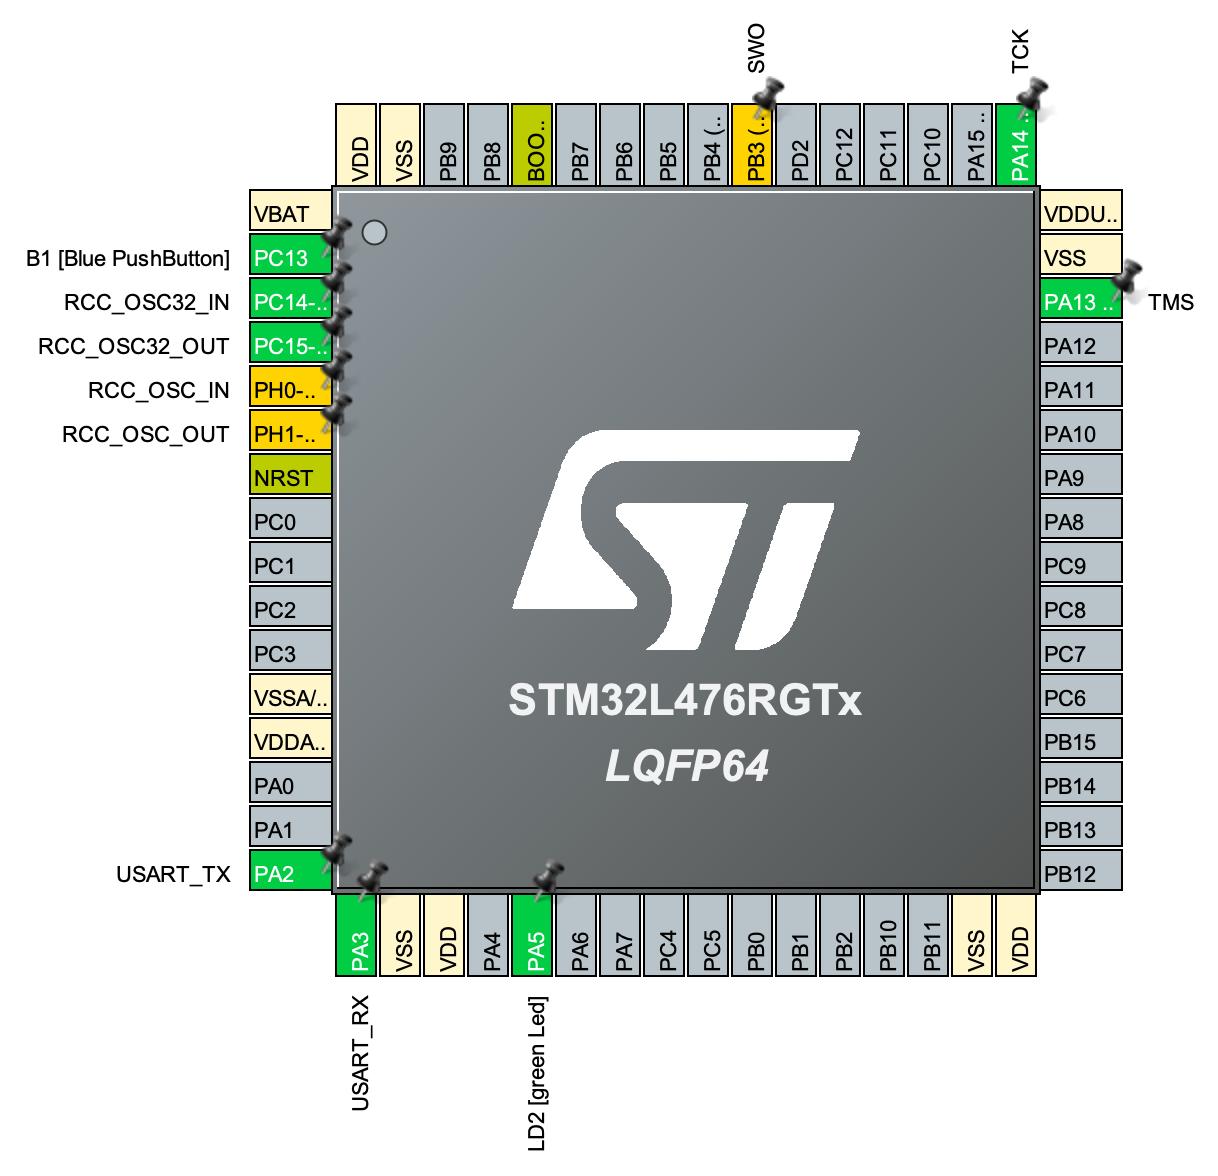 SWO
TCK
VDD
VSS
PB9
PB8
BOO..
PB7
PB6
PB5
PB4 (..
PB3 (..
PD2
PC12
PC11
PC10
PA15 ..
PA14 ..
VBAT
B1 [Blue PushButton]
PC13
RCC_OSC32_IN
PC14-..
RCC_OSC32_OUT
PC15-..
RCC_OSC_IN
PH0-..
RCC_OSC_OUT
PH1-..
NRST
PC0
PC1
PC2
PC3
VSSA/..
VDDA..
PA0
PA1
USART_TX
PA2
ST
STM32L476RGTx
LQFP64
VDDU..
VSS
PA13 ..
TMS
PA12
PA11
PA10
PA9
PA8
PC9
PC8
PC7
PC6
PB15
PB14
PB13
PB12
PA3
VSS
VDD
PA4
PA5
PA6
PA7
PC4
PC5
PB0
PB1
PB2
PB10
PB11
VSS
VDD
USART_RX
LD2 [green Led]